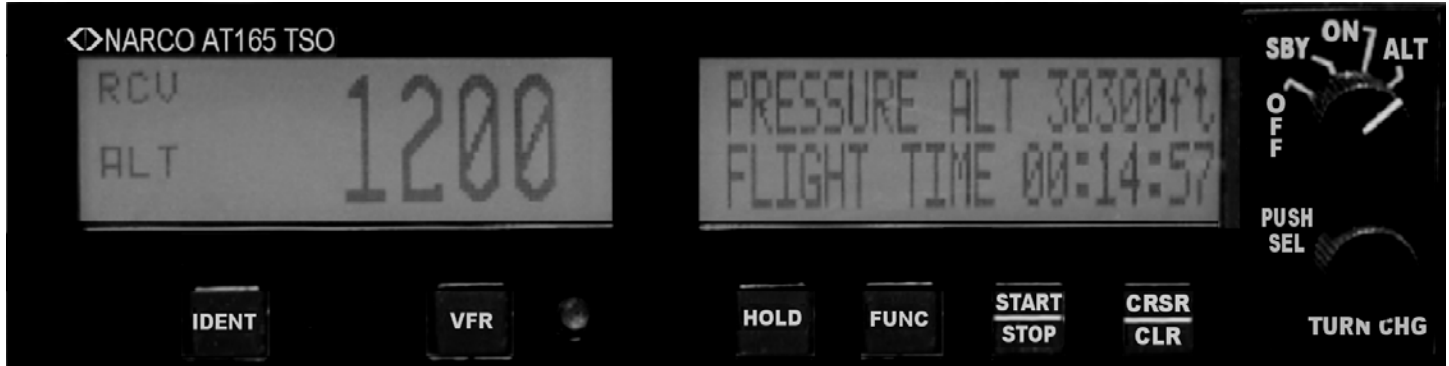 NARCO AT165 TSO
RCV
1200
ALT
PRESSURE ALT 30300ft
FLIGHT TIME 00:14:57
OFF
SBY
ON
ALT
PUSH
SEL
TURN CHG
IDENT
VFR
HOLD
FUNC
START
STOP
CRSR
CLR